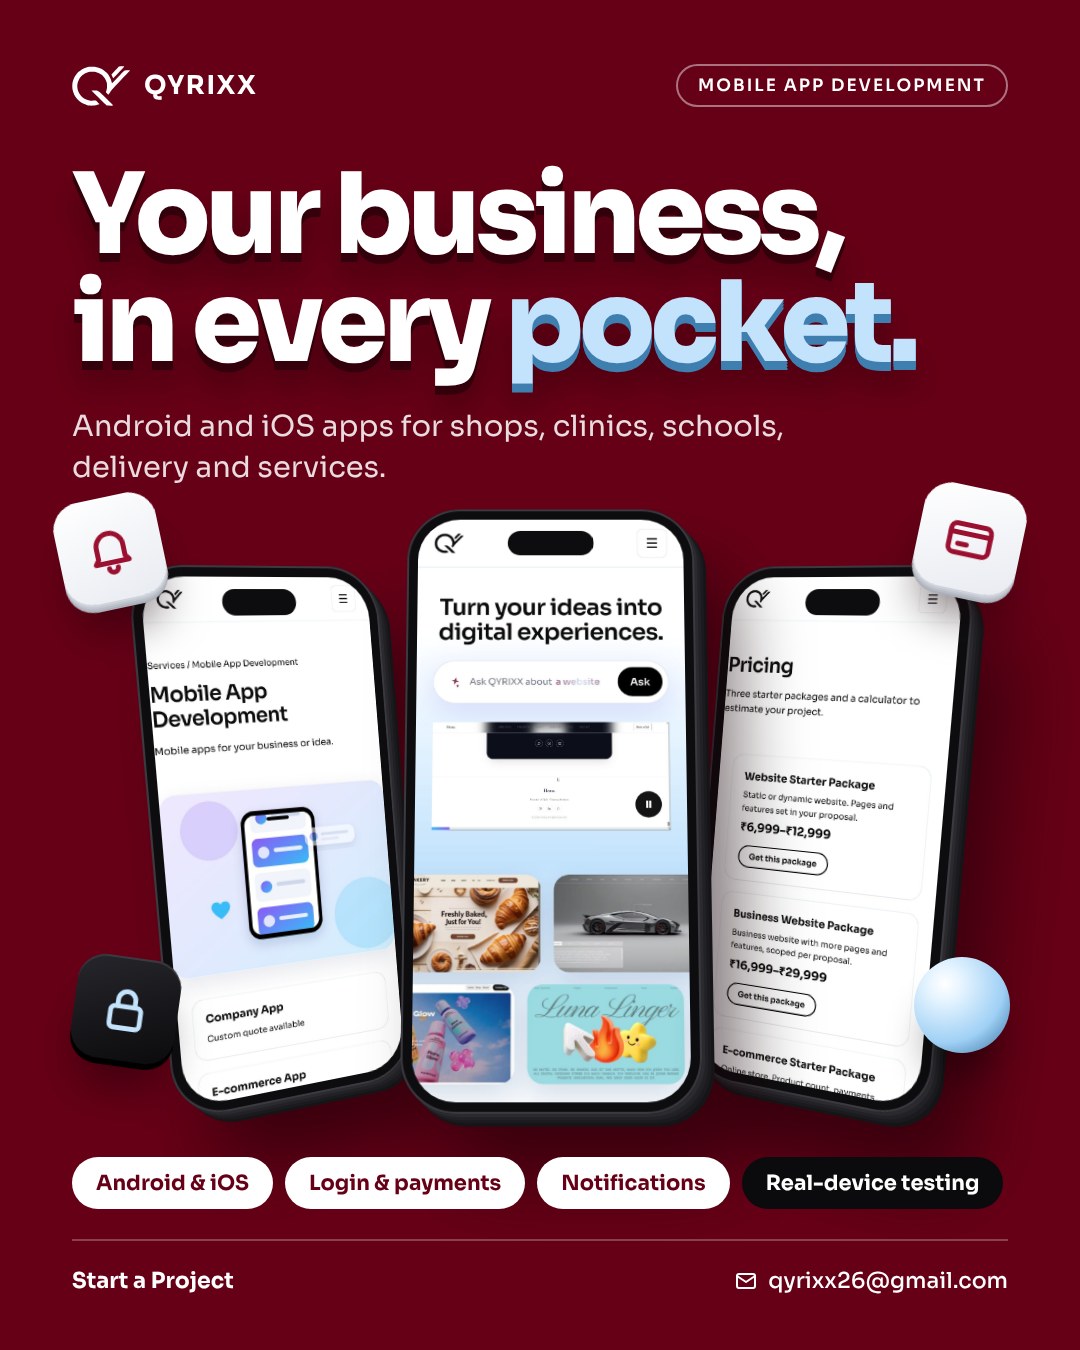 QYRIXX
MOBILE APP DEVELOPMENT
Your business,
in every pocket.
Android and iOS apps for shops, clinics, schools,
delivery and services.
Services / Mobile App Development
Mobile App
Development
Mobile apps for your business or idea.
Company App
Custom quote available
E-commerce App
Turn your ideas into
digital experiences.
Ask QYRIXX about a website
Ask
Freshly Baked,
Just for You!
Glow
Luna Linger
Pricing
Three starter packages and a calculator to
estimate your project.
Website Starter Package
Static or dynamic website. Pages and
features set in your proposal.
₹6,999–₹12,999
Get this package
Business Website Package
Business website with more pages and
features, scoped per proposal.
₹16,999–₹29,999
Get this package
E-commerce Starter Package
Online store. Product count, payments
Android & iOS
Login & payments
Notifications
Real-device testing
Start a Project
qyrixx26@gmail.com